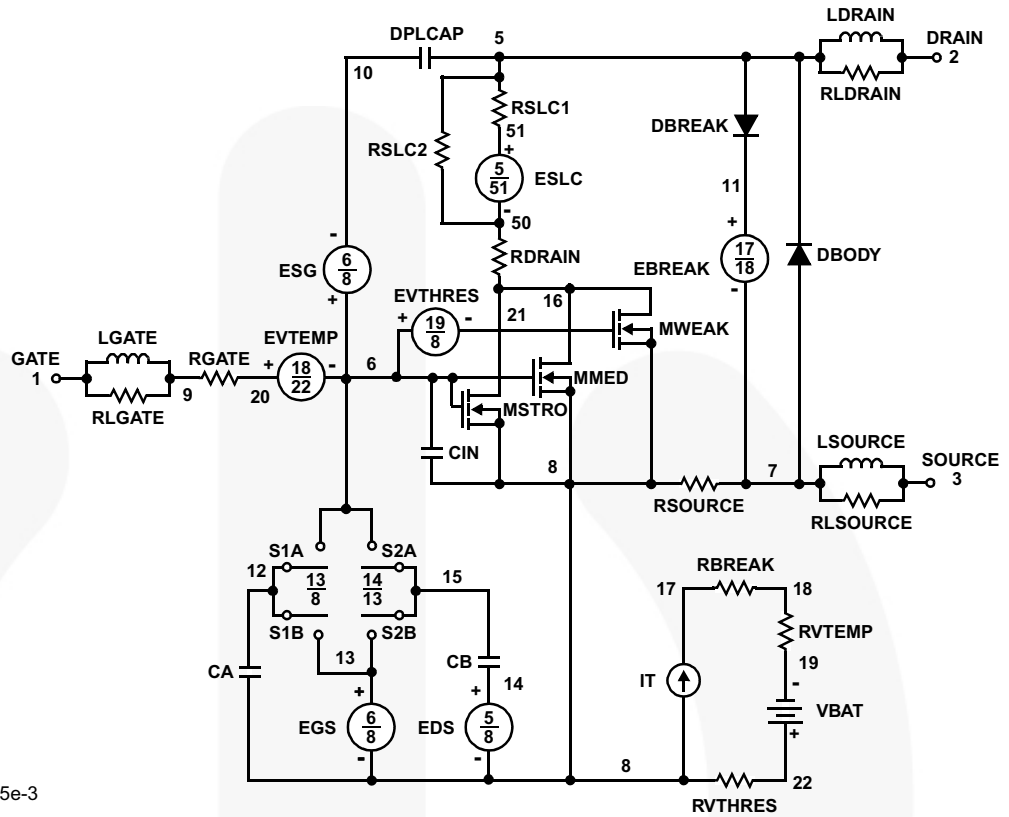 LDRAIN
DPLCAP 5 DRAIN
10 2
RLDRAIN
RSLC1
51
RSLC2
DBREAK
+
5
51
ESLC
-
50
11
+
17
18
EBREAK
-
DBODY
RDRAIN
-
6
8
ESG
+
EVTHRES
+ 19
8 -
16
21
MWEAK
LGATE
GATE
1
RLGATE
9
RGATE
20
EVTEMP
+ 18
22 -
6
MMED
MSTRO
CIN
8
LSOURCE
7
SOURCE
3
RSOURCE
RLSOURCE
S1A S2A
12 13
8 14
13 15
S1B S2B
13
RBREAK
17 18
RVTEMP
19
-
VBAT
+
IT
CA
CB
14
+ +
EGS 6
8 EDS 5
8
- -
8
22
RVTHRES
5e-3